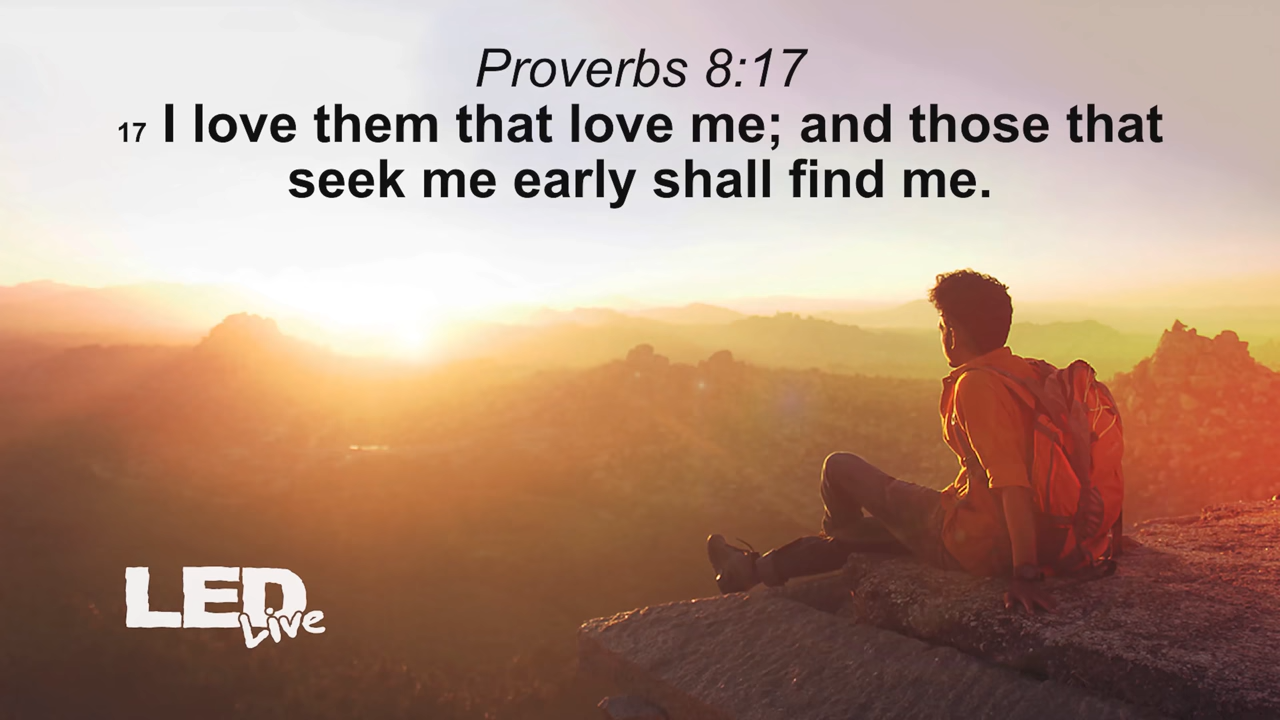 Proverbs 8:17
17 I love them that love me; and those that
seek me early shall find me.
LED
Live